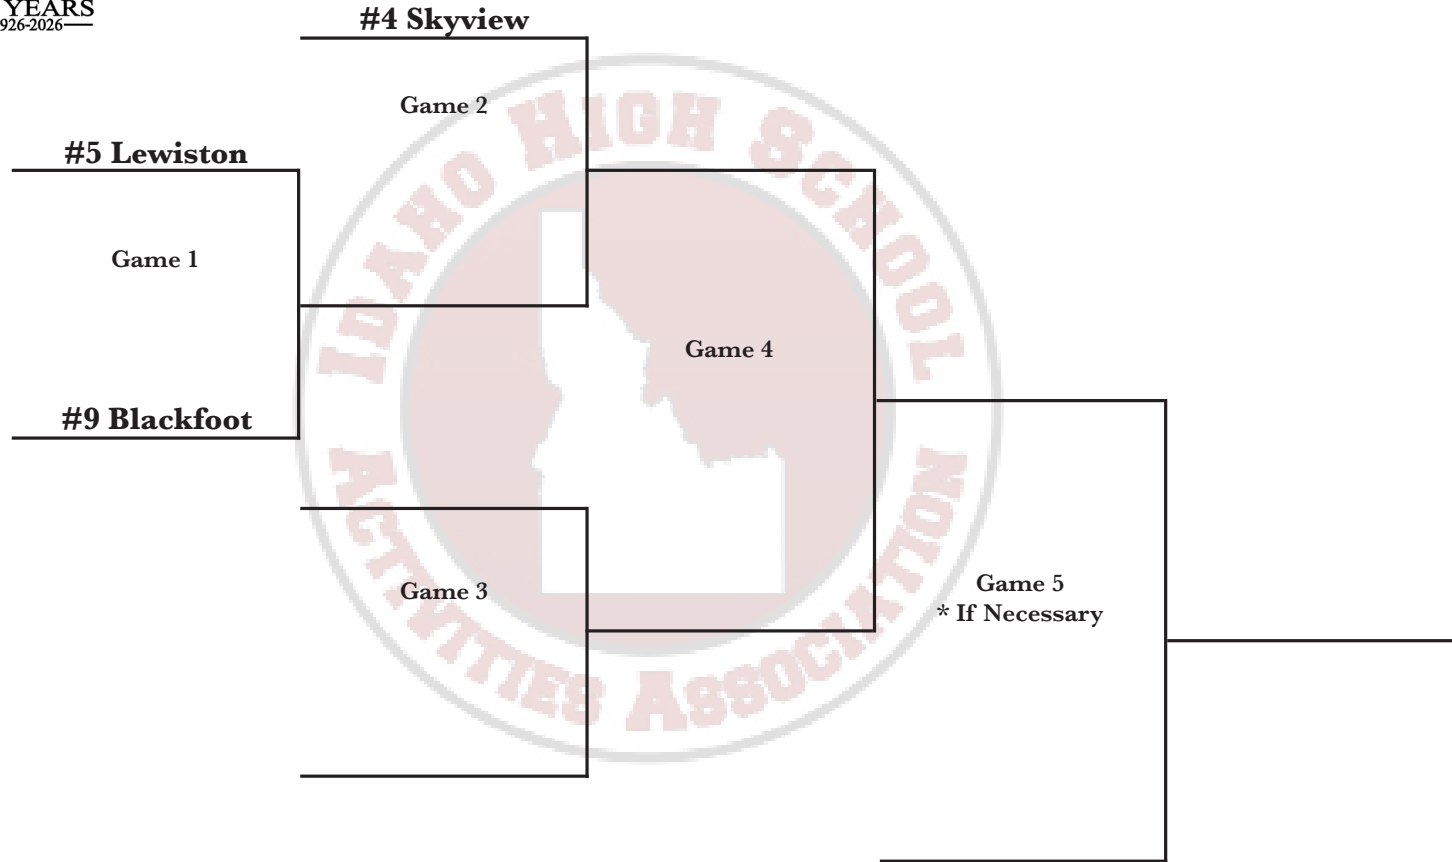 YEARS
926-2026
#4 Skyview
Game 2
#5 Lewiston
Game 1
Game 4
#9 Blackfoot
Game 3
Game 5
* If Necessary
IDAHO HIGH SCHOOL
ACTIVITIES ASSOCIATION